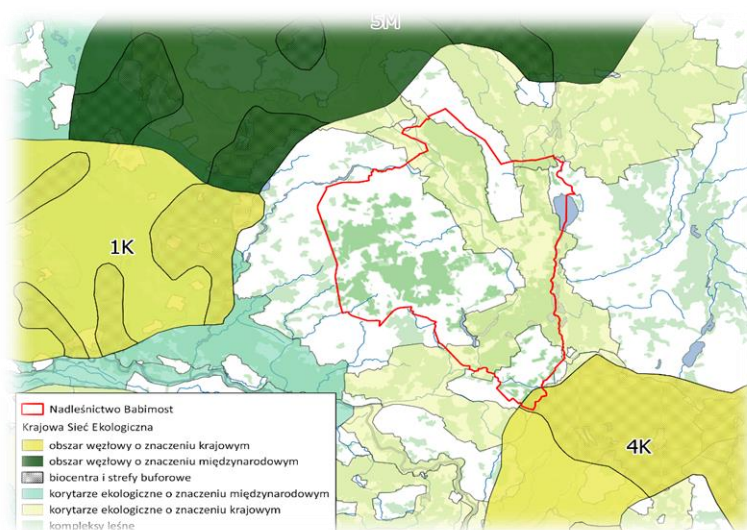 5M
1K
4K
Nadleśnictwo Babimost
Krajowa Sieć Ekologiczna
obszar węzłowy o znaczeniu krajowym
obszar węzłowy o znaczeniu międzynarodowym
biocentra i strefy buforowe
korytarze ekologiczne o znaczeniu międzynarodowym
korytarze ekologiczne o znaczeniu krajowym
kompleksy leśne